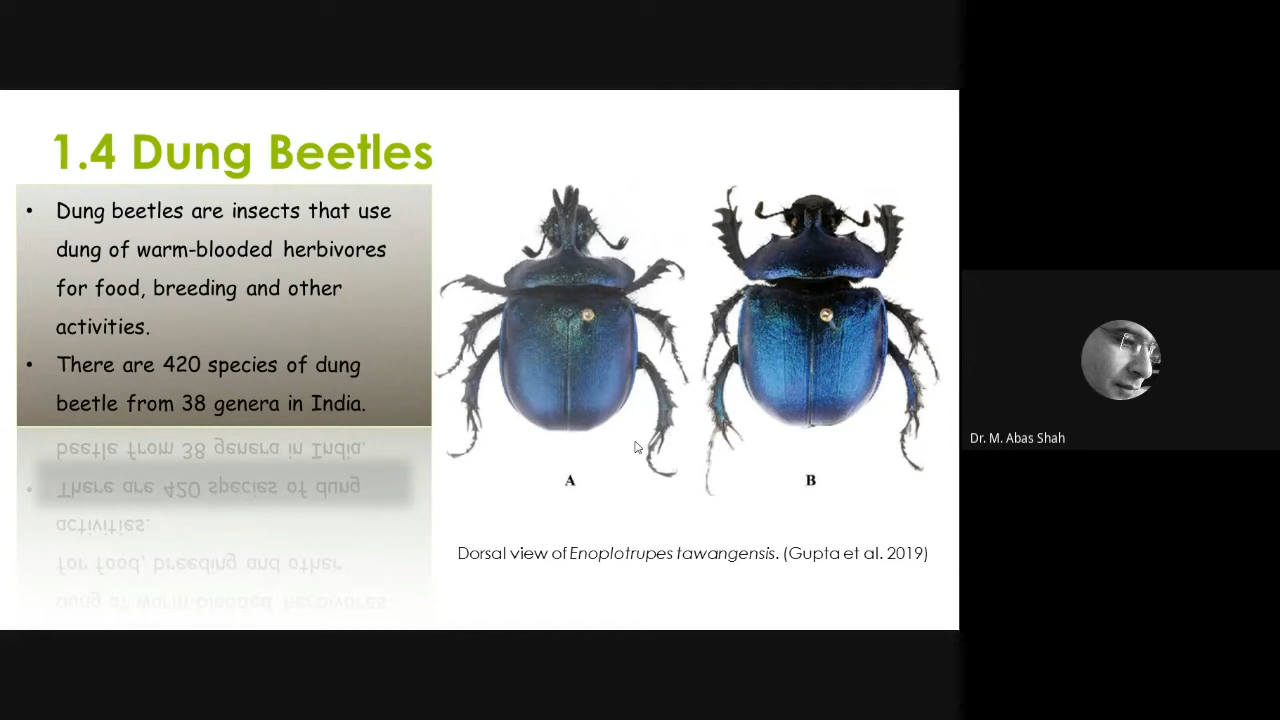 1.4 Dung Beetles
• Dung beetles are insects that use
dung of warm-blooded herbivores
for food, breeding and other
activities.
• There are 420 species of dung
beetle from 38 genera in India.
A
B
Dorsal view of Enoplotrupes tawangensis. (Gupta et al. 2019)
Dr. M. Abas Shah